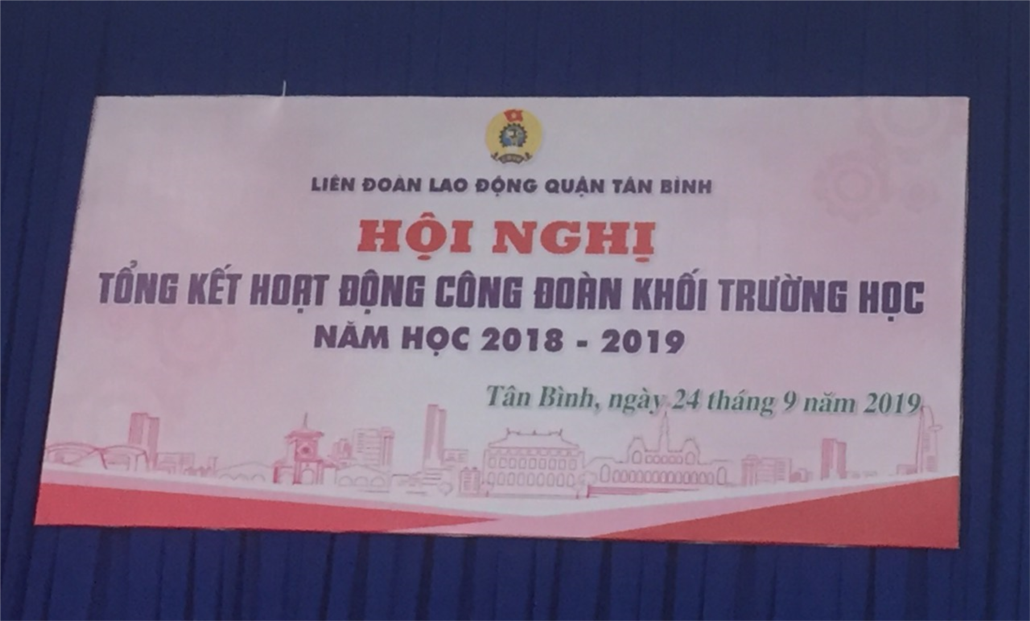 LIÊN ĐOÀN LAO ĐỘNG QUẬN TÂN BÌNH
HỘI NGHỊ
TỔNG KẾT HOẠT ĐỘNG CÔNG ĐOÀN KHỐI TRƯỜNG HỌC
NĂM HỌC 2018 - 2019
Tân Bình, ngày 24 tháng 9 năm 2019